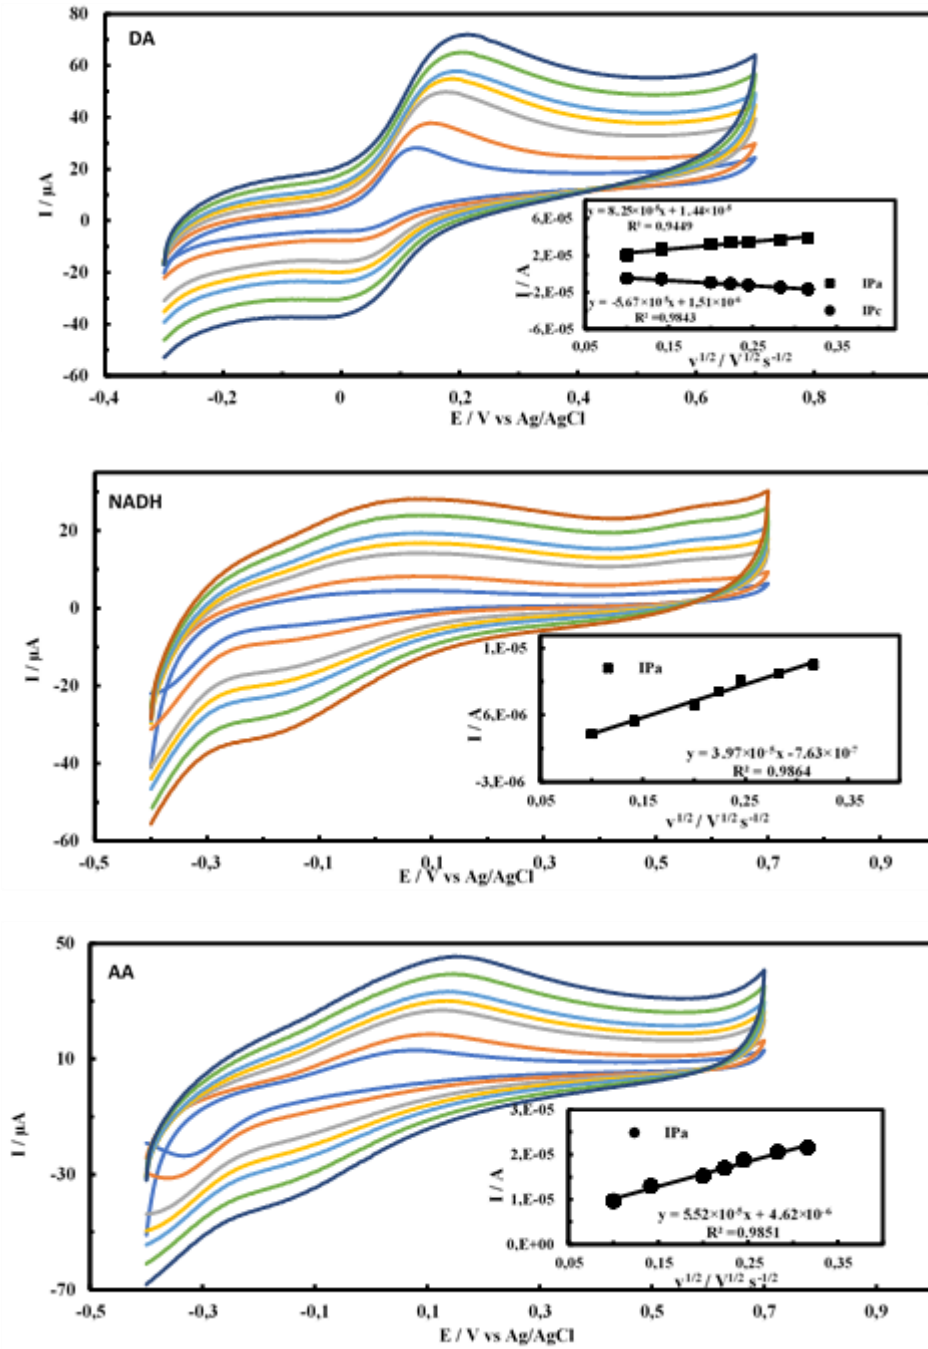 DA
80
60
40
20
0
-20
-40
-60
I / µA
-0,4 -0,2 0 0,2 0,4 0,6 0,8
E / V vs Ag/AgCl
y = 8.25×10⁻⁵x + 1.44×10⁻⁵
R² = 0.9449
6,E-05
2,E-05
-2,E-05
-6,E-05
I / A
IPa
IPc
y = -5.67×10⁻⁵x + 1.51×10⁻⁶
R² =0.9843
0,05 0,15 0,25 0,35
v¹/² / V¹/² s⁻¹/²
NADH
20
0
-20
-40
-60
I / µA
-0,5 -0,3 -0,1 0,1 0,3 0,5 0,7 0,9
E / V vs Ag/AgCl
IPa
1,E-05
6,E-06
-3,E-06
I / A
y = 3.97×10⁻⁵x -7.63×10⁻⁷
R² = 0.9864
0,05 0,15 0,25 0,35
v¹/² / V¹/² s⁻¹/²
AA
50
10
-30
-70
I / µA
-0,5 -0,3 -0,1 0,1 0,3 0,5 0,7 0,9
E / V vs Ag/AgCl
IPa
3,E-05
2,E-05
1,E-05
0,E+00
I / A
y = 5.52×10⁻⁵x + 4.62×10⁻⁶
R² = 0.9851
0,05 0,15 0,25 0,35
v¹/² / V¹/² s⁻¹/²